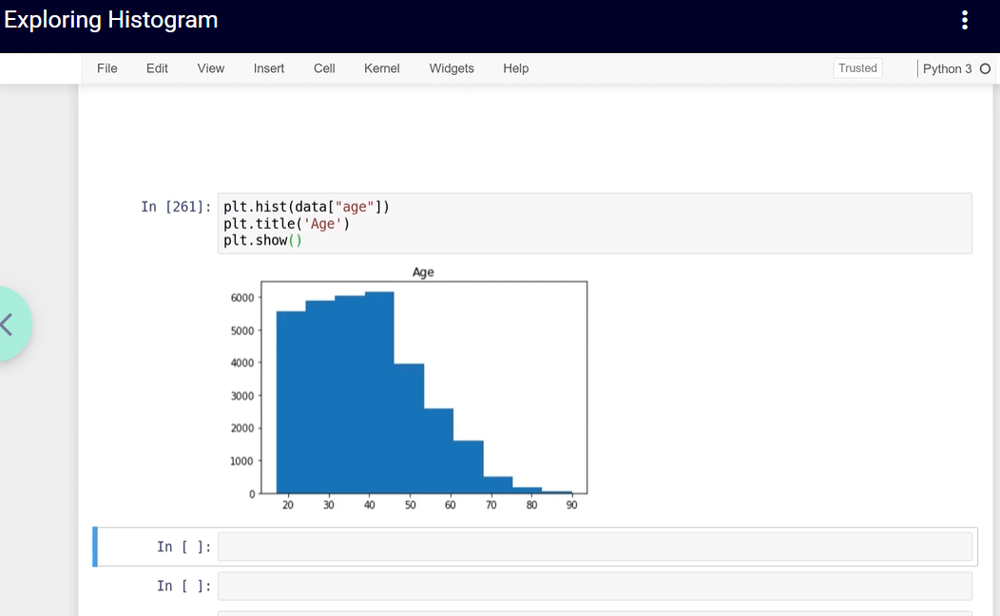 Exploring Histogram
File Edit View Insert Cell Kernel Widgets Help Trusted Python 3
In [261]: plt.hist(data["age"])
plt.title('Age')
plt.show()
Age
6000
5000
4000
3000
2000
1000
0
20 30 40 50 60 70 80 90
In [ ]:
In [ ]: